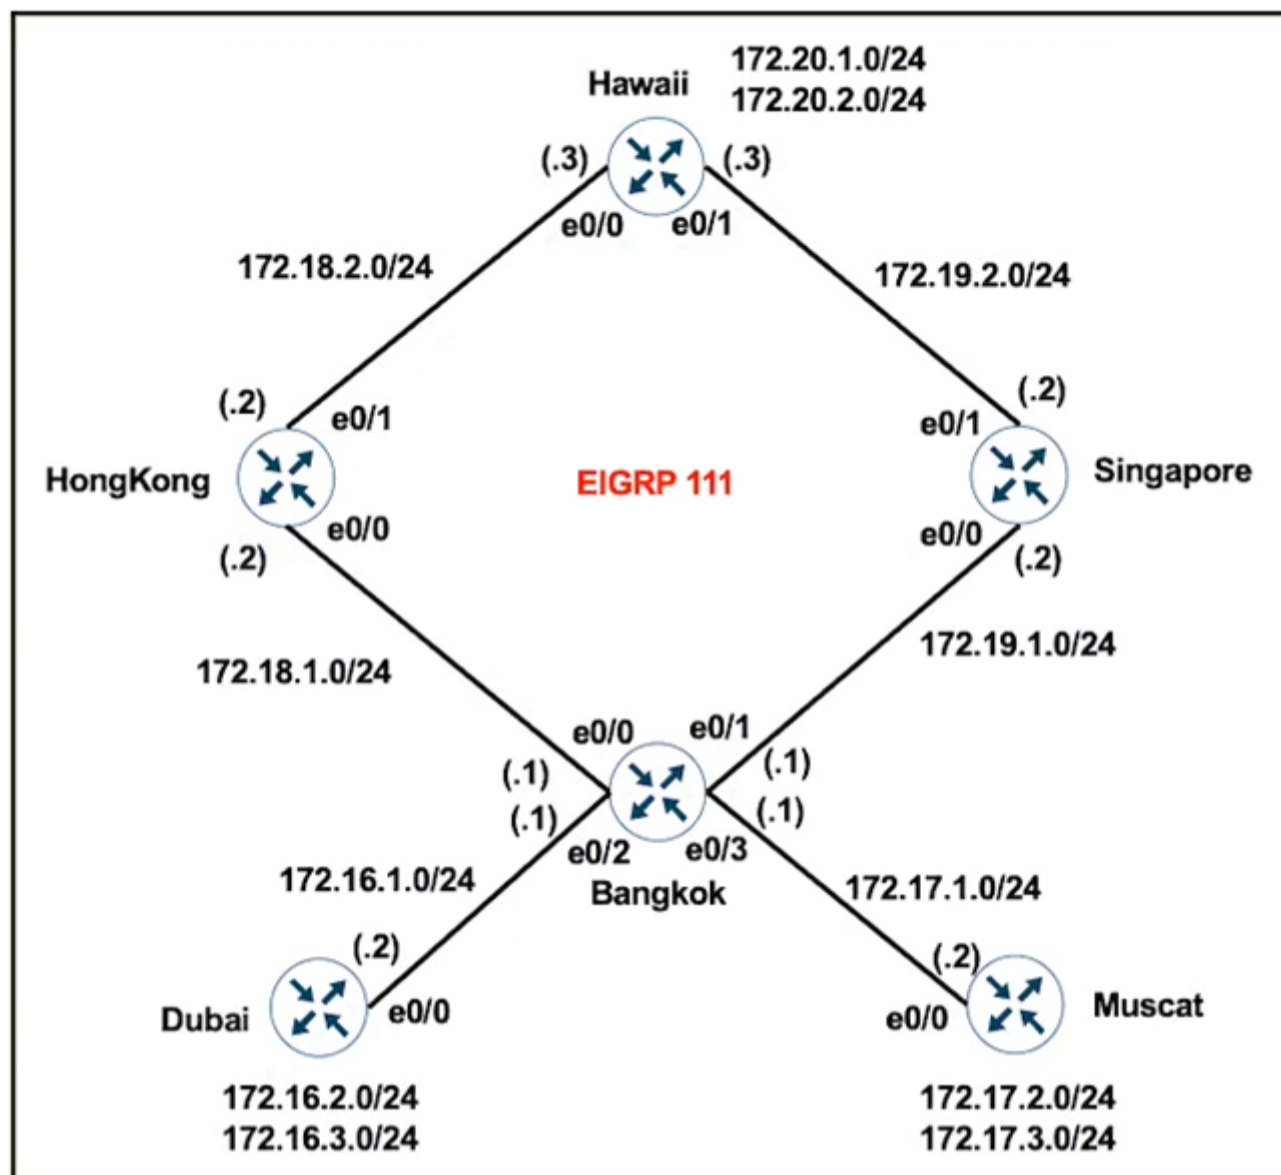 172.20.1.0/24
Hawaii
172.20.2.0/24
(.3) (.3)
e0/0 e0/1
172.18.2.0/24
172.19.2.0/24
(.2)
(.2)
e0/1
e0/1
HongKong
EIGRP 111
Singapore
e0/0
e0/0
(.2)
(.2)
172.19.1.0/24
172.18.1.0/24
e0/0 e0/1
(.1) (.1)
(.1) (.1)
e0/2 e0/3
172.16.1.0/24
Bangkok
172.17.1.0/24
(.2)
(.2)
Dubai
e0/0
e0/0
Muscat
172.16.2.0/24
172.16.3.0/24
172.17.2.0/24
172.17.3.0/24